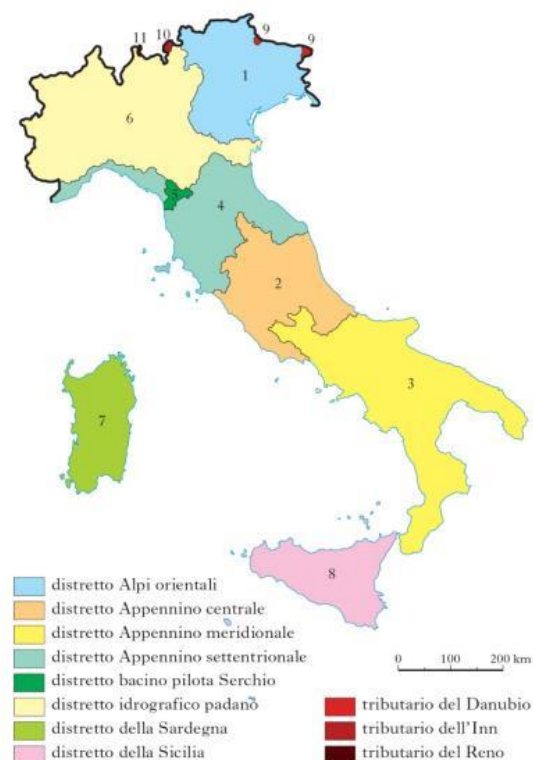 11 10 9 9
1
6
5
4
2
7
3
8
distretto Alpi orientali
distretto Appennino centrale
distretto Appennino meridionale
distretto Appennino settentrionale
distretto bacino pilota Serchio
distretto idrografico padano
distretto della Sardegna
distretto della Sicilia
0 100 200 km
tributario del Danubio
tributario dell'Inn
tributario del Reno